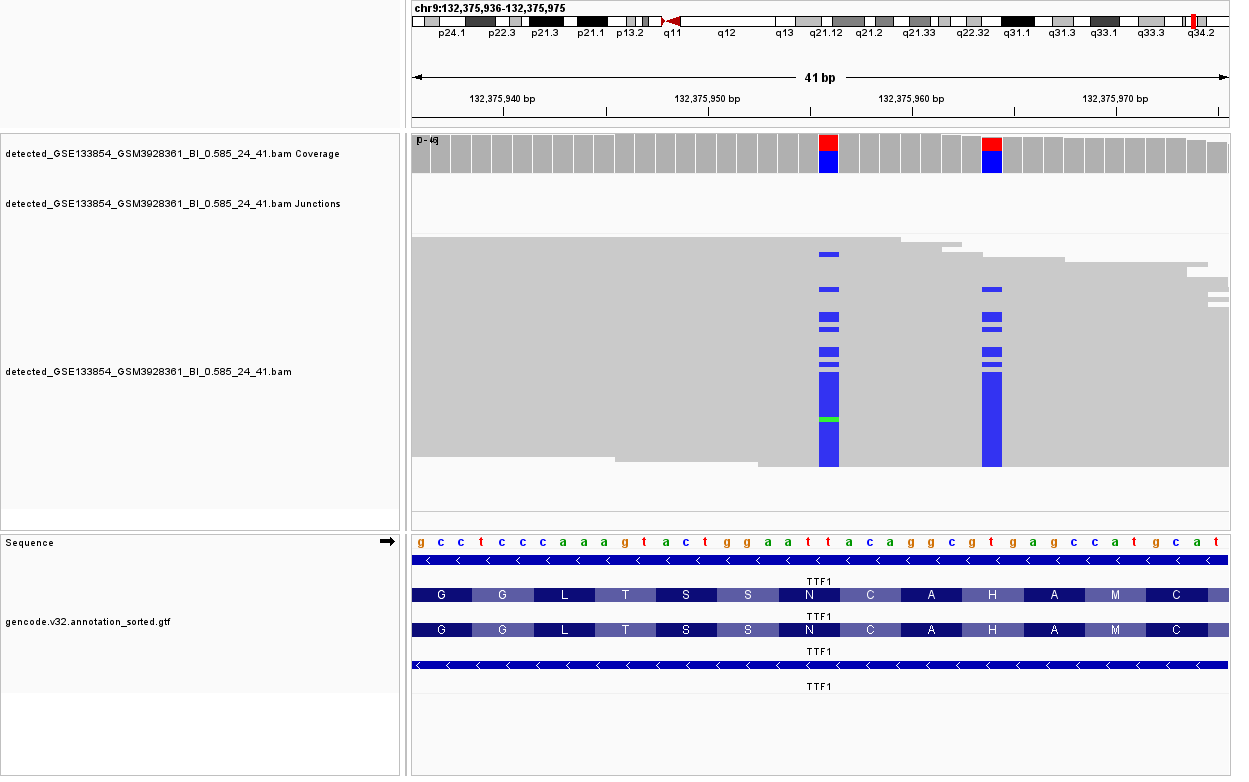 chr9:132,375,936-132,375,975
p24.1 p22.3 p21.3 p21.1 p13.2 q11 q12 q13 q21.12 q21.2 q21.33 q22.32 q31.1 q31.3 q33.1 q33.3 q34.2
41 bp
132,375,940 bp 132,375,950 bp 132,375,960 bp 132,375,970 bp
[0 - 46]
detected_GSE133854_GSM3928361_BI_0.585_24_41.bam Coverage
detected_GSE133854_GSM3928361_BI_0.585_24_41.bam Junctions
detected_GSE133854_GSM3928361_BI_0.585_24_41.bam
Sequence
g c c t c c c a a a g t a c t g g a a t t a c a g g c g t g a g c c a t g c a t
TTF1
G G L T S S N C A H A M C
TTF1
gencode.v32.annotation_sorted.gtf
G G L T S S N C A H A M C
TTF1
TTF1